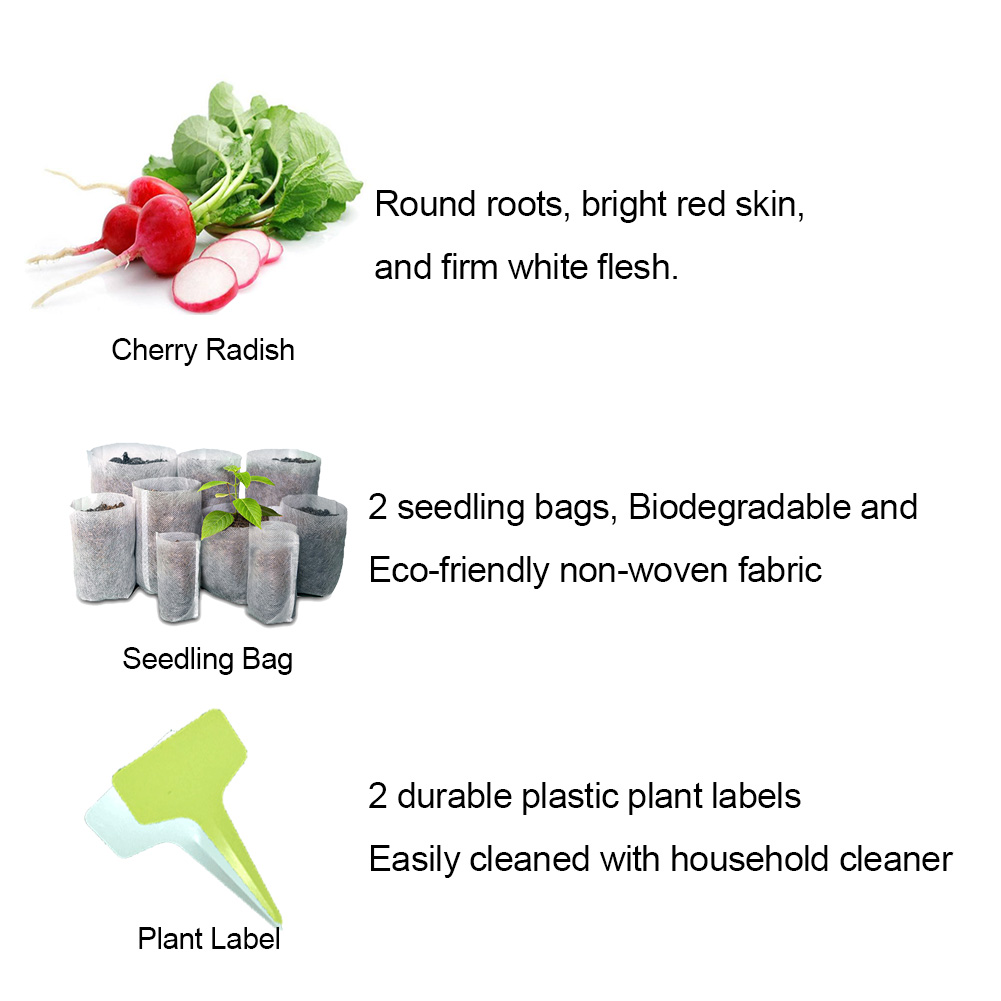 Round roots, bright red skin,
and firm white flesh.
Cherry Radish
2 seedling bags, Biodegradable and
Eco-friendly non-woven fabric
Seedling Bag
2 durable plastic plant labels
Easily cleaned with household cleaner
Plant Label